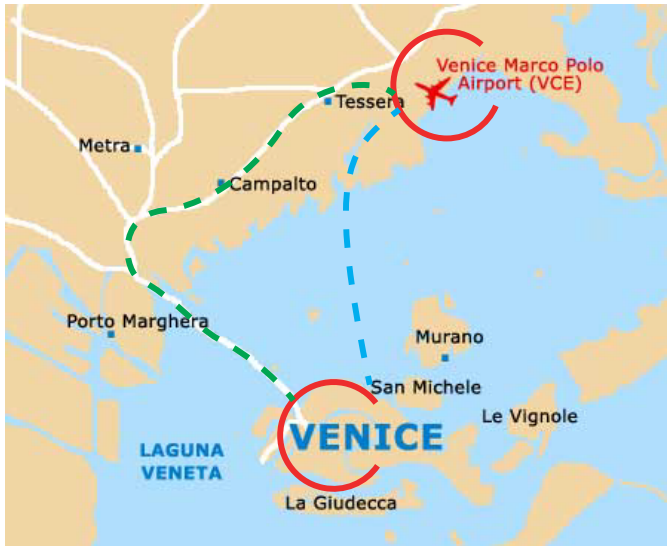 Venice Marco Polo
Airport (VCE)
Tessera
Metra
Campalto
Porto Marghera
Murano
San Michele
Le Vignole
VENICE
LAGUNA
VENETA
La Giudecca